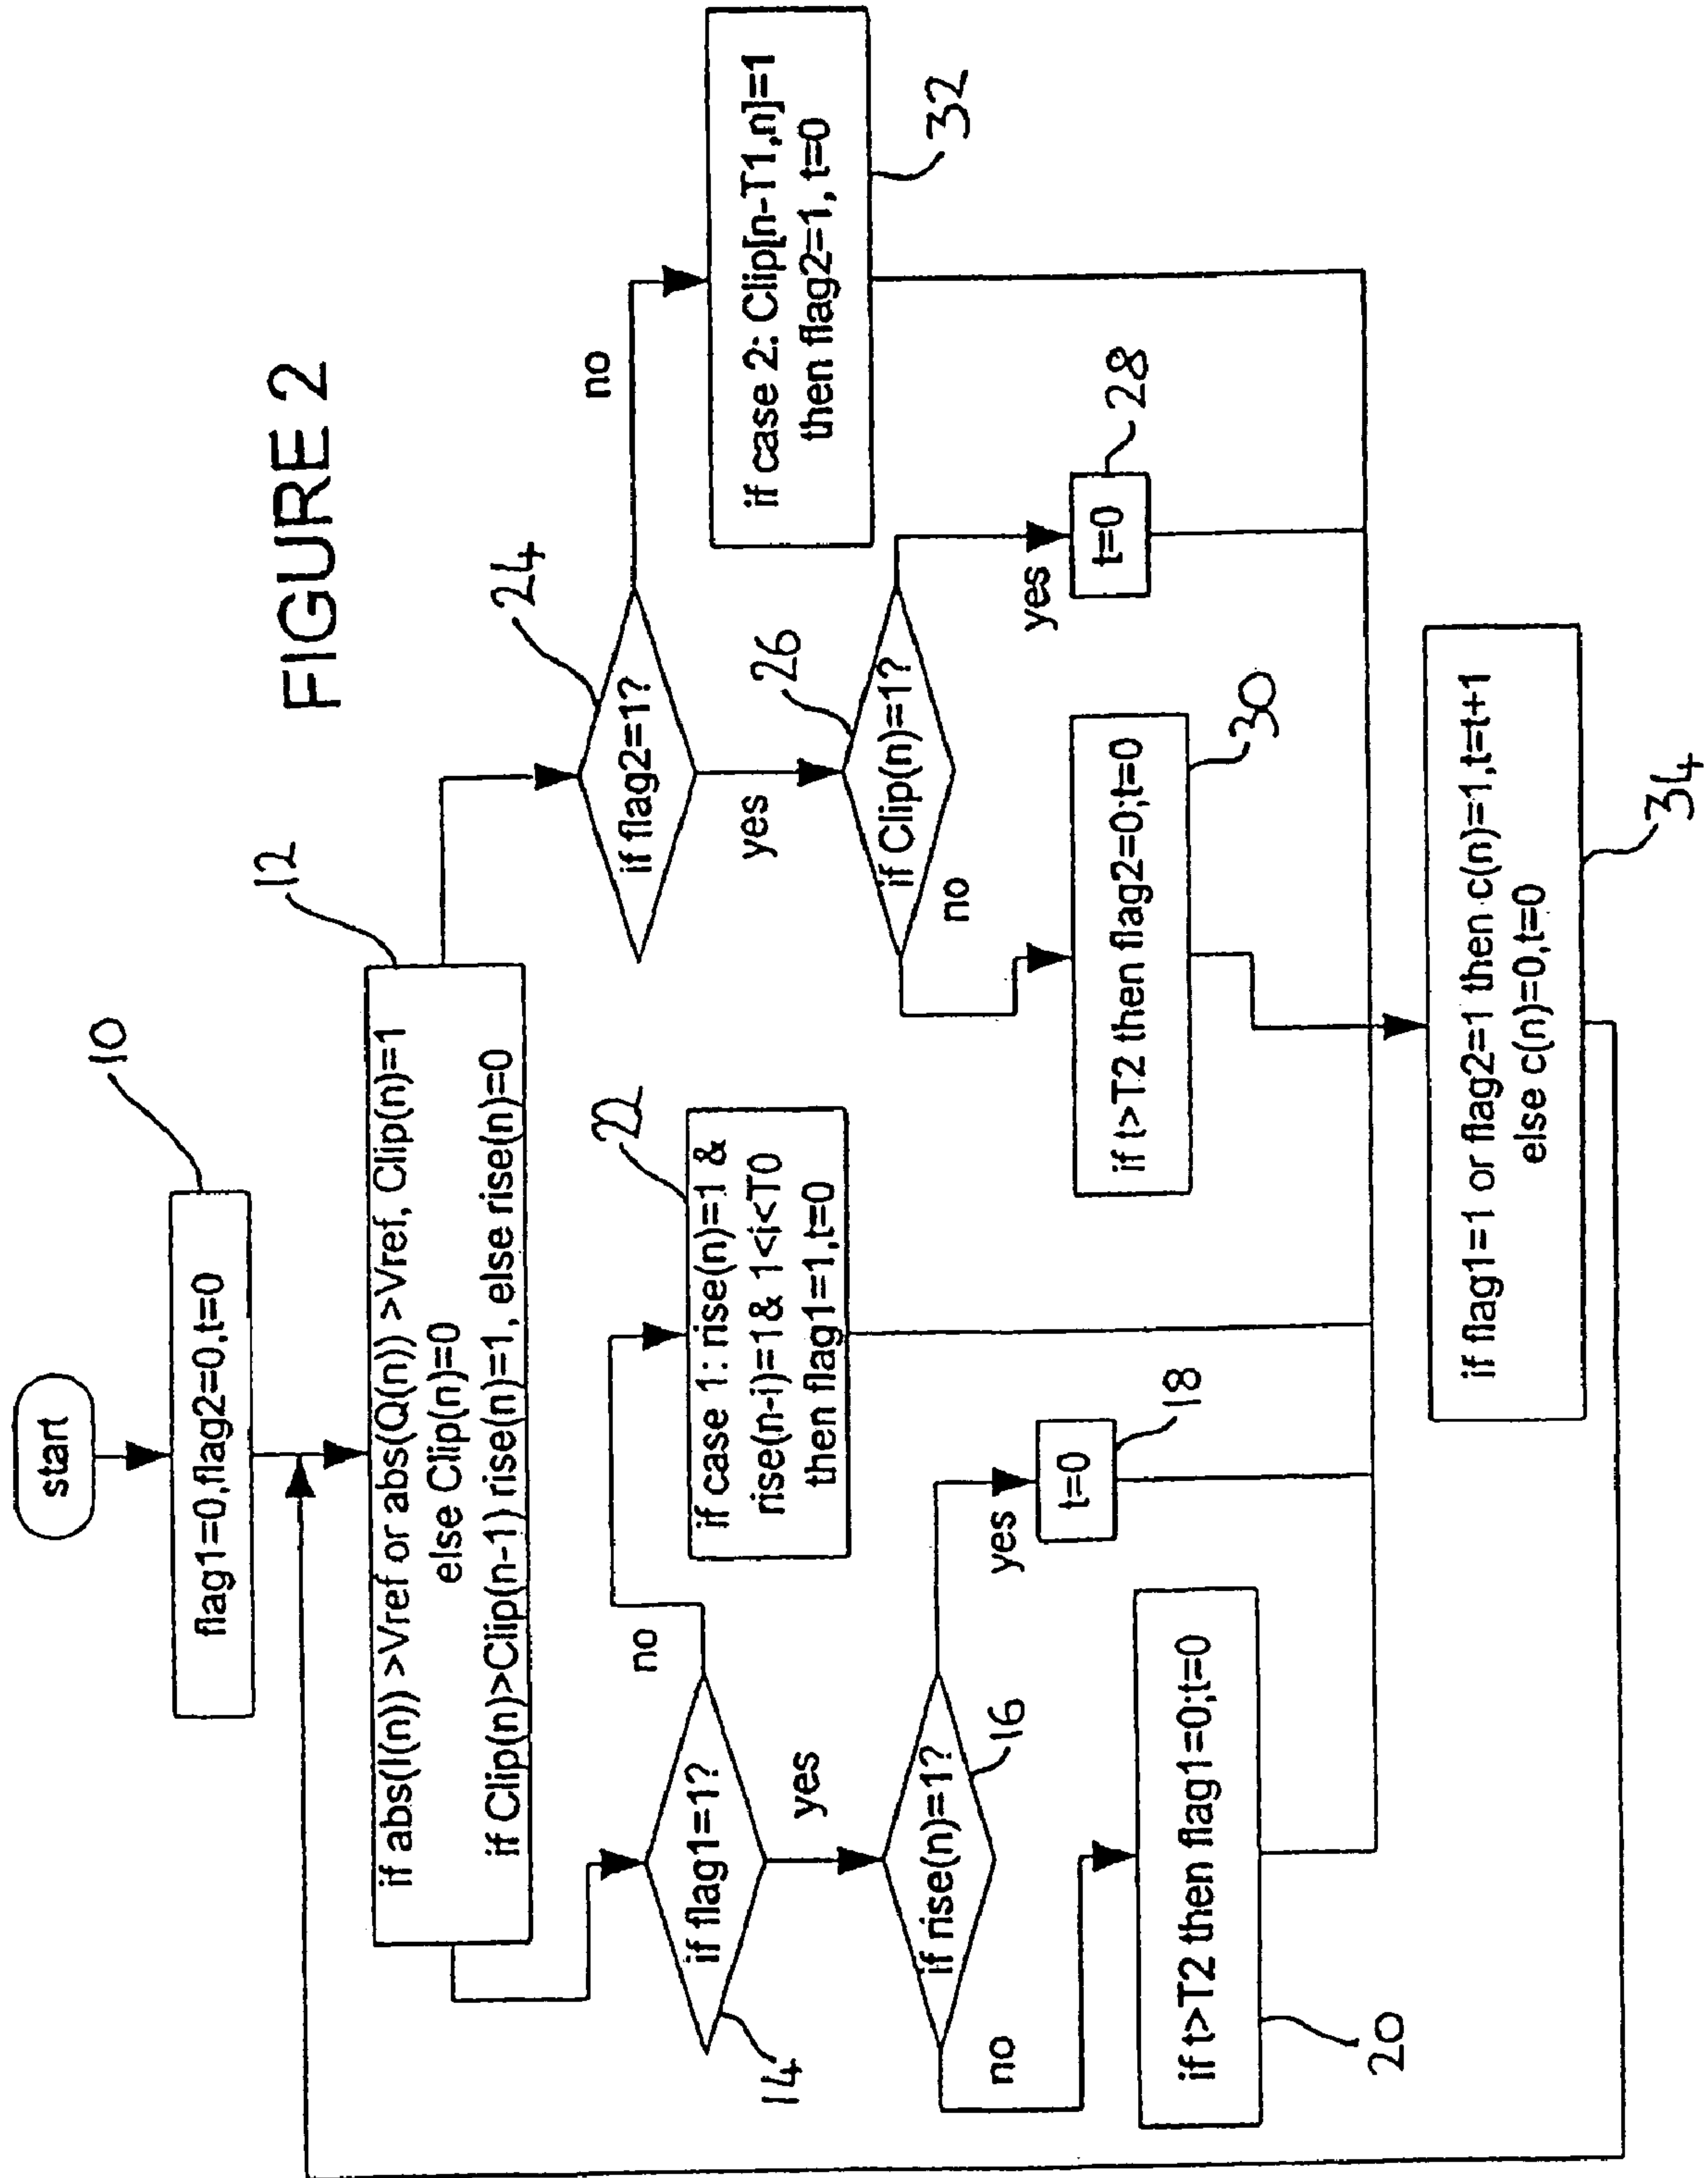 FIGURE 2
start
10
flag1=0,flag2=0,t=0
12
if abs(I(n)) >Vref or abs(Q(n)) >Vref, Clip(n)=1
else Clip(n)=0
if Clip(n)>Clip(n-1) rise(n)=1, else rise(n)=0
14
if flag1=1?
no
yes
22
if case 1: rise(n)=1 &
rise(n-i)=1& 1<i<T0
then flag1=1,t=0
16
if rise(n)=1?
no
yes
18
t=0
20
if t>T2 then flag1=0;t=0
24
if flag2=1?
no
yes
32
if case 2: Clip[n-T1,n]=1
then flag2=1, t=0
26
if Clip(n)=1?
no
yes
28
t=0
30
if t>T2 then flag2=0;t=0
34
if flag1=1 or flag2=1 then c(n)=1,t=t+1
else c(n)=0,t=0